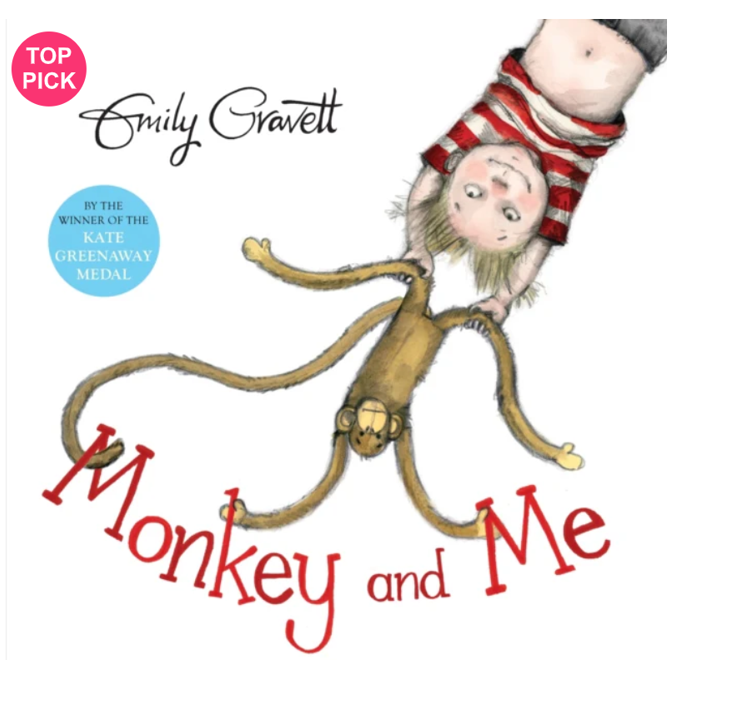 TOP
PICK
Emily Gravett
BY THE
WINNER OF THE
KATE
GREENAWAY
MEDAL
Monkey and Me